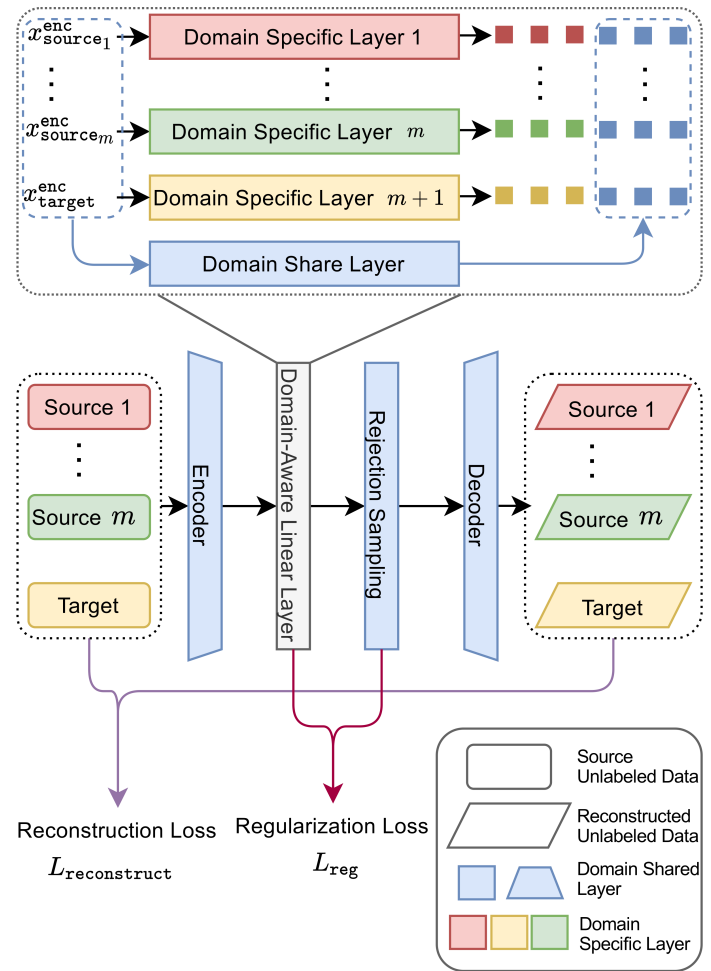 x^enc_source_1
Domain Specific Layer 1
x^enc_source_m
Domain Specific Layer m
x^enc_target
Domain Specific Layer m + 1
Domain Share Layer
Source 1
Source m
Target
Encoder
Domain-Aware Linear Layer
Rejection Sampling
Decoder
Source 1
Source m
Target
Reconstruction Loss
L_reconstruct
Regularization Loss
L_reg
Source
Unlabeled Data
Reconstructed
Unlabeled Data
Domain Shared
Layer
Domain
Specific Layer